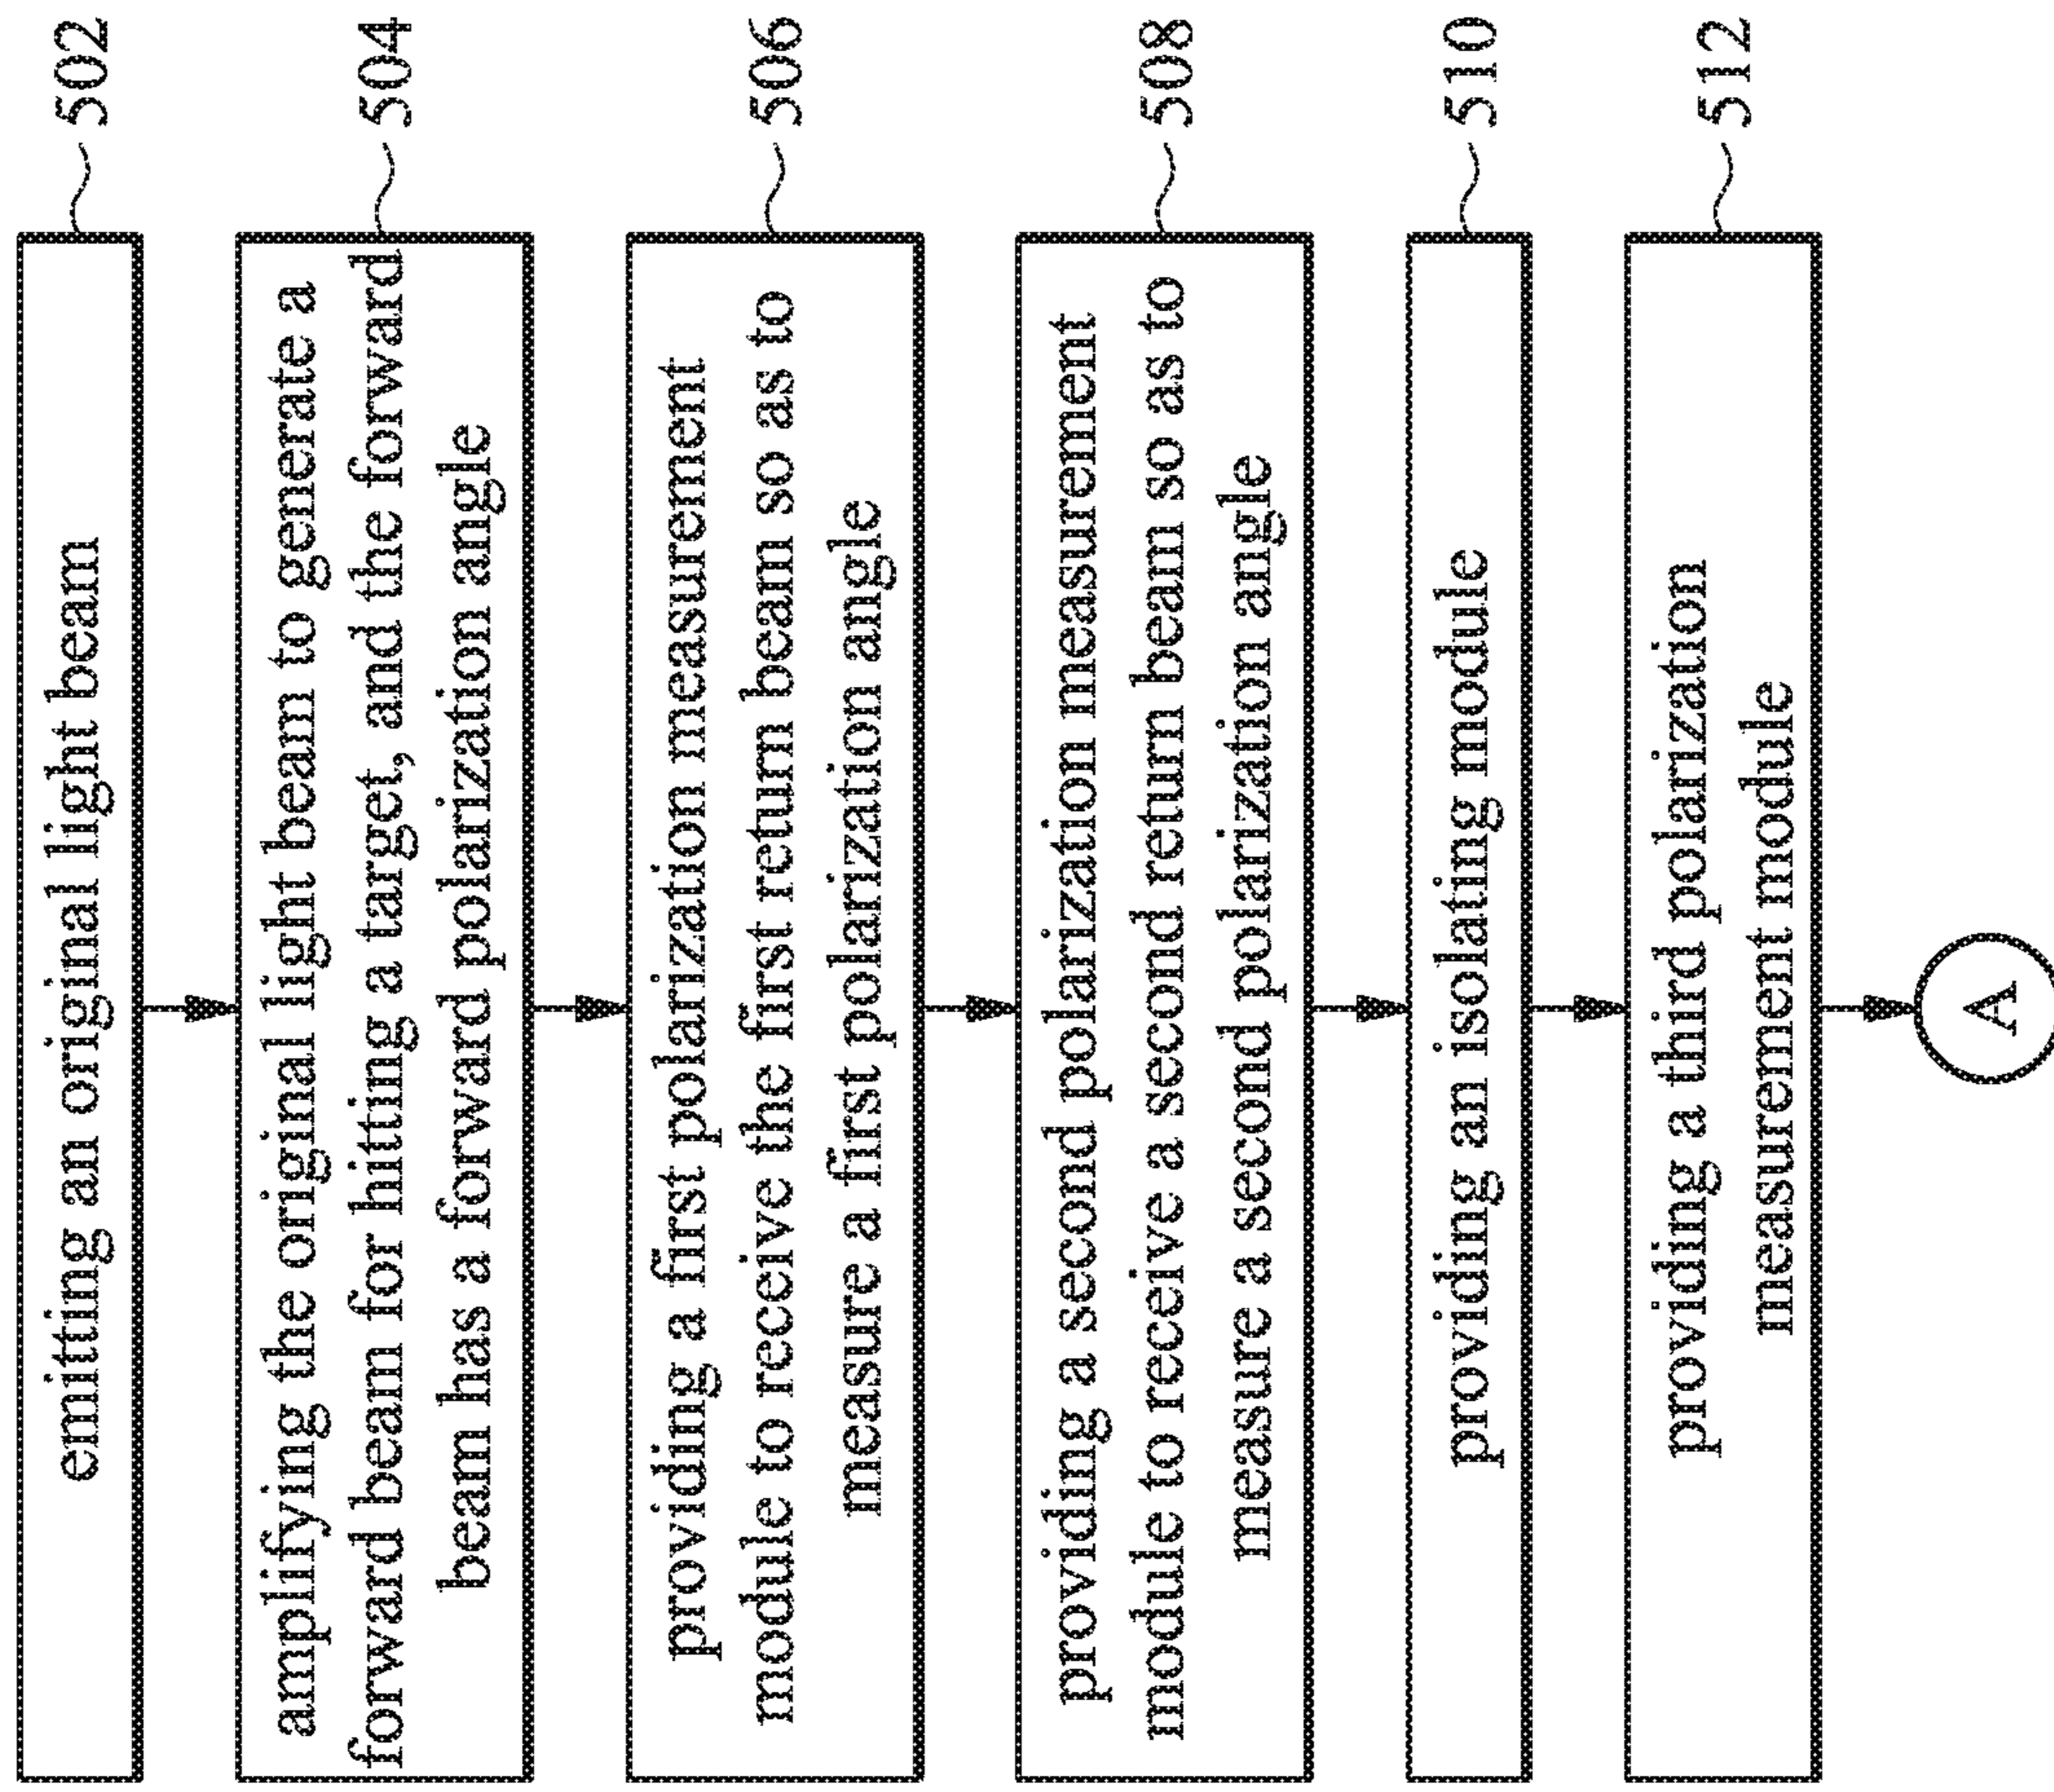 emitting an original light beam
502
amplifying the original light beam to generate a
forward beam for hitting a target, and the forward
beam has a forward polarization angle
504
providing a first polarization measurement
module to receive the first return beam so as to
measure a first polarization angle
506
providing a second polarization measurement
module to receive a second return beam so as to
measure a second polarization angle
508
providing an isolating module
510
providing a third polarization
measurement module
512
A